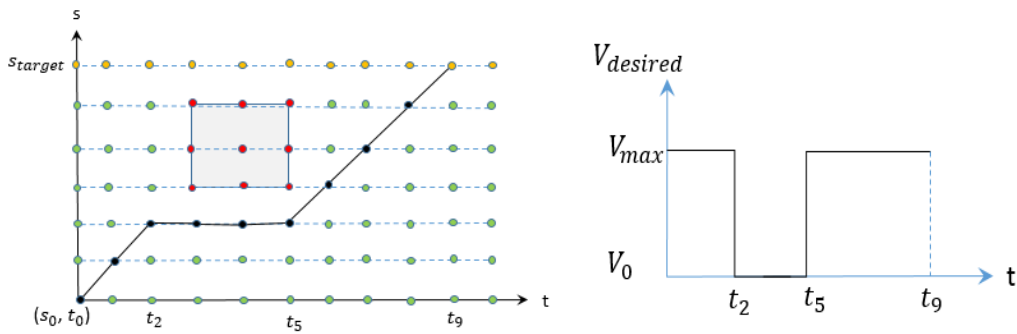 s
s_target
(s_0, t_0)
t_2
t_5
t_9
t
V_desired
V_max
V_0
t_2
t_5
t_9
t